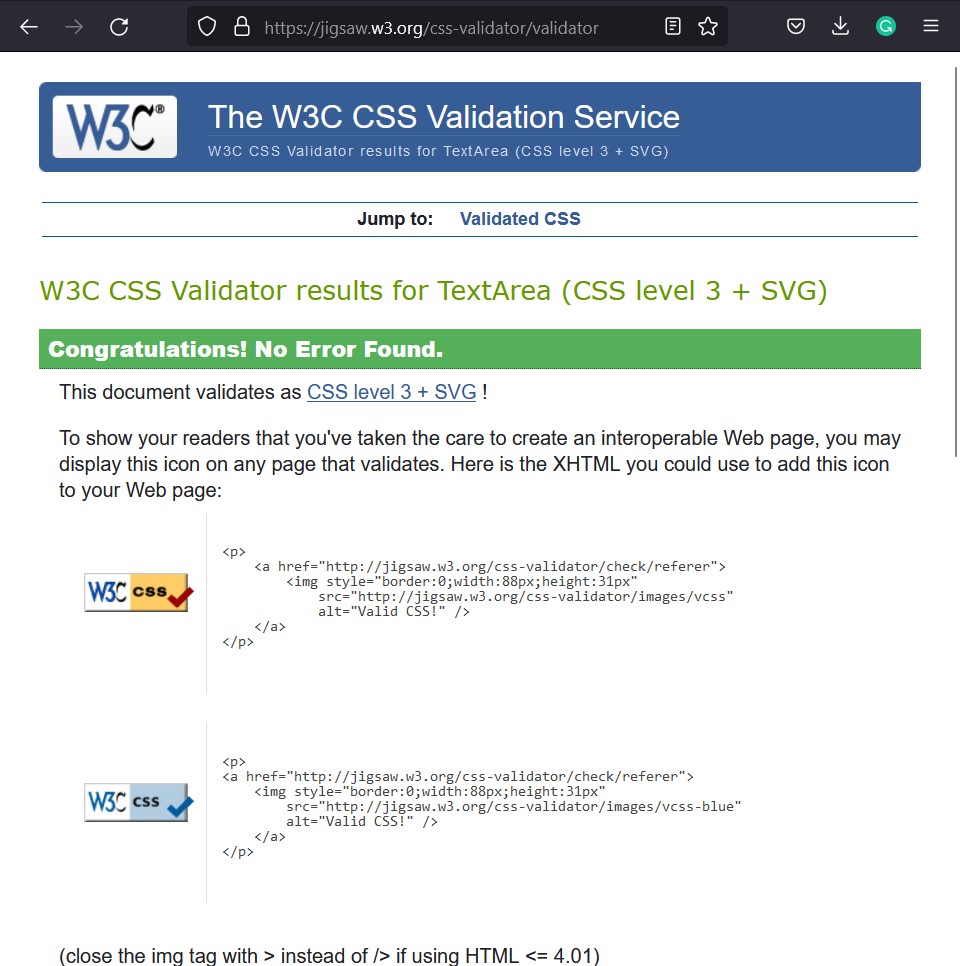 https://jigsaw.w3.org/css-validator/validator
G
W3C®
The W3C CSS Validation Service
W3C CSS Validator results for TextArea (CSS level 3 + SVG)
Jump to: Validated CSS
W3C CSS Validator results for TextArea (CSS level 3 + SVG)
Congratulations! No Error Found.
This document validates as CSS level 3 + SVG !
To show your readers that you've taken the care to create an interoperable Web page, you may
display this icon on any page that validates. Here is the XHTML you could use to add this icon
to your Web page:
W3C css
<p>
    <a href="http://jigsaw.w3.org/css-validator/check/referer">
        <img style="border:0;width:88px;height:31px"
            src="http://jigsaw.w3.org/css-validator/images/vcss"
            alt="Valid CSS!" />
    </a>
</p>
W3C css
<p>
<a href="http://jigsaw.w3.org/css-validator/check/referer">
    <img style="border:0;width:88px;height:31px"
        src="http://jigsaw.w3.org/css-validator/images/vcss-blue"
        alt="Valid CSS!" />
    </a>
</p>
(close the img tag with > instead of /> if using HTML <= 4.01)